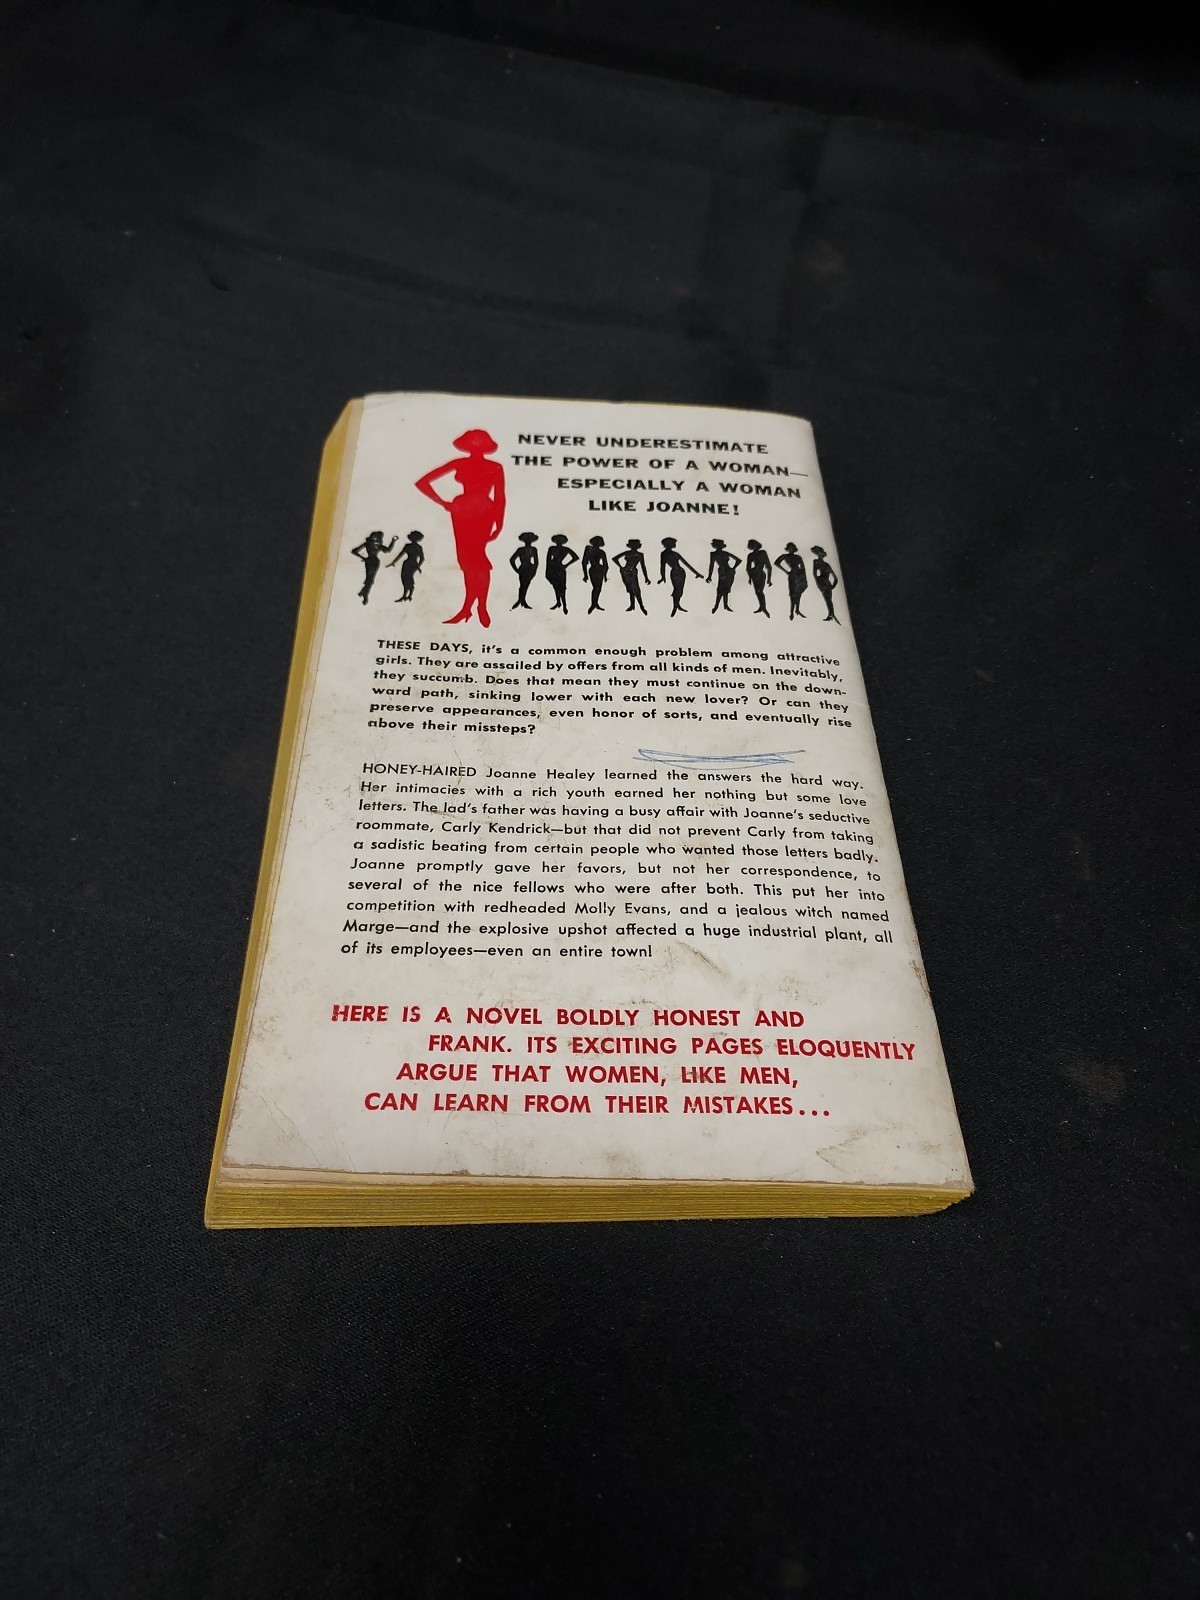 NEVER UNDERESTIMATE
THE POWER OF A WOMAN—
ESPECIALLY A WOMAN
LIKE JOANNE!
THESE DAYS, it's a common enough problem among attractive
girls. They are assailed by offers from all kinds of men. Inevitably,
they succumb. Does that mean they must continue on the down-
ward path, sinking lower with each new lover? Or can they
preserve appearances, even honor of sorts, and eventually rise
above their missteps?
HONEY-HAIRED Joanne Healey learned the answers the hard way.
Her intimacies with a rich youth earned her nothing but some love
letters. The lad's father was having a busy affair with Joanne's seductive
roommate, Carly Kendrick—but that did not prevent Carly from taking
a sadistic beating from certain people who wanted those letters badly.
Joanne promptly gave her favors, but not her correspondence, to
several of the nice fellows who were after both. This put her into
competition with redheaded Molly Evans, and a jealous witch named
Marge—and the explosive upshot affected a huge industrial plant, all
of its employees—even an entire town!
HERE IS A NOVEL BOLDLY HONEST AND
FRANK. ITS EXCITING PAGES ELOQUENTLY
ARGUE THAT WOMEN, LIKE MEN,
CAN LEARN FROM THEIR MISTAKES...